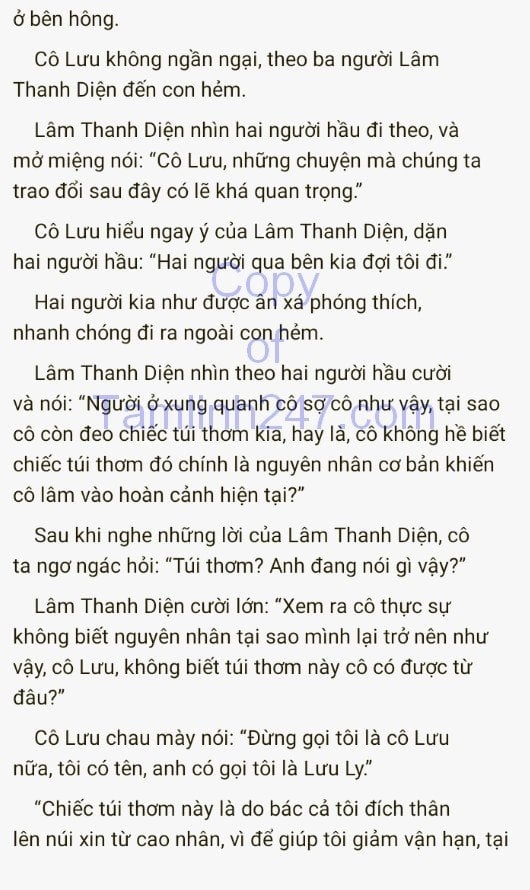 ở bên hông.
Cô Lưu không ngần ngại, theo ba người Lâm
Thanh Diện đến con hẻm.
Lâm Thanh Diện nhìn hai người hầu đi theo, và
mở miệng nói: “Cô Lưu, những chuyện mà chúng ta
trao đổi sau đây có lẽ khá quan trọng.”
Cô Lưu hiểu ngay ý của Lâm Thanh Diện, dặn
hai người hầu: “Hai người qua bên kia đợi tôi đi.”
Hai người kia như được ân xá phóng thích,
nhanh chóng đi ra ngoài con hẻm.
Lâm Thanh Diện nhìn theo hai người hầu cười
và nói: “Người ở xung quanh cô sợ cô như vậy, tại sao
cô còn đeo chiếc túi thơm kia, hay là, cô không hề biết
chiếc túi thơm đó chính là nguyên nhân cơ bản khiến
cô lâm vào hoàn cảnh hiện tại?”
Sau khi nghe những lời của Lâm Thanh Diện, cô
ta ngơ ngác hỏi: “Túi thơm? Anh đang nói gì vậy?”
Lâm Thanh Diện cười lớn: “Xem ra cô thực sự
không biết nguyên nhân tại sao mình lại trở nên như
vậy, cô Lưu, không biết túi thơm này cô có được từ
đâu?”
Cô Lưu chau mày nói: “Đừng gọi tôi là cô Lưu
nữa, tôi có tên, anh có gọi tôi là Lưu Ly.”
“Chiếc túi thơm này là do bác cả tôi đích thân
lên núi xin từ cao nhân, vì để giúp tôi giảm vận hạn, tại
Copy
of
Tamlinh247.com